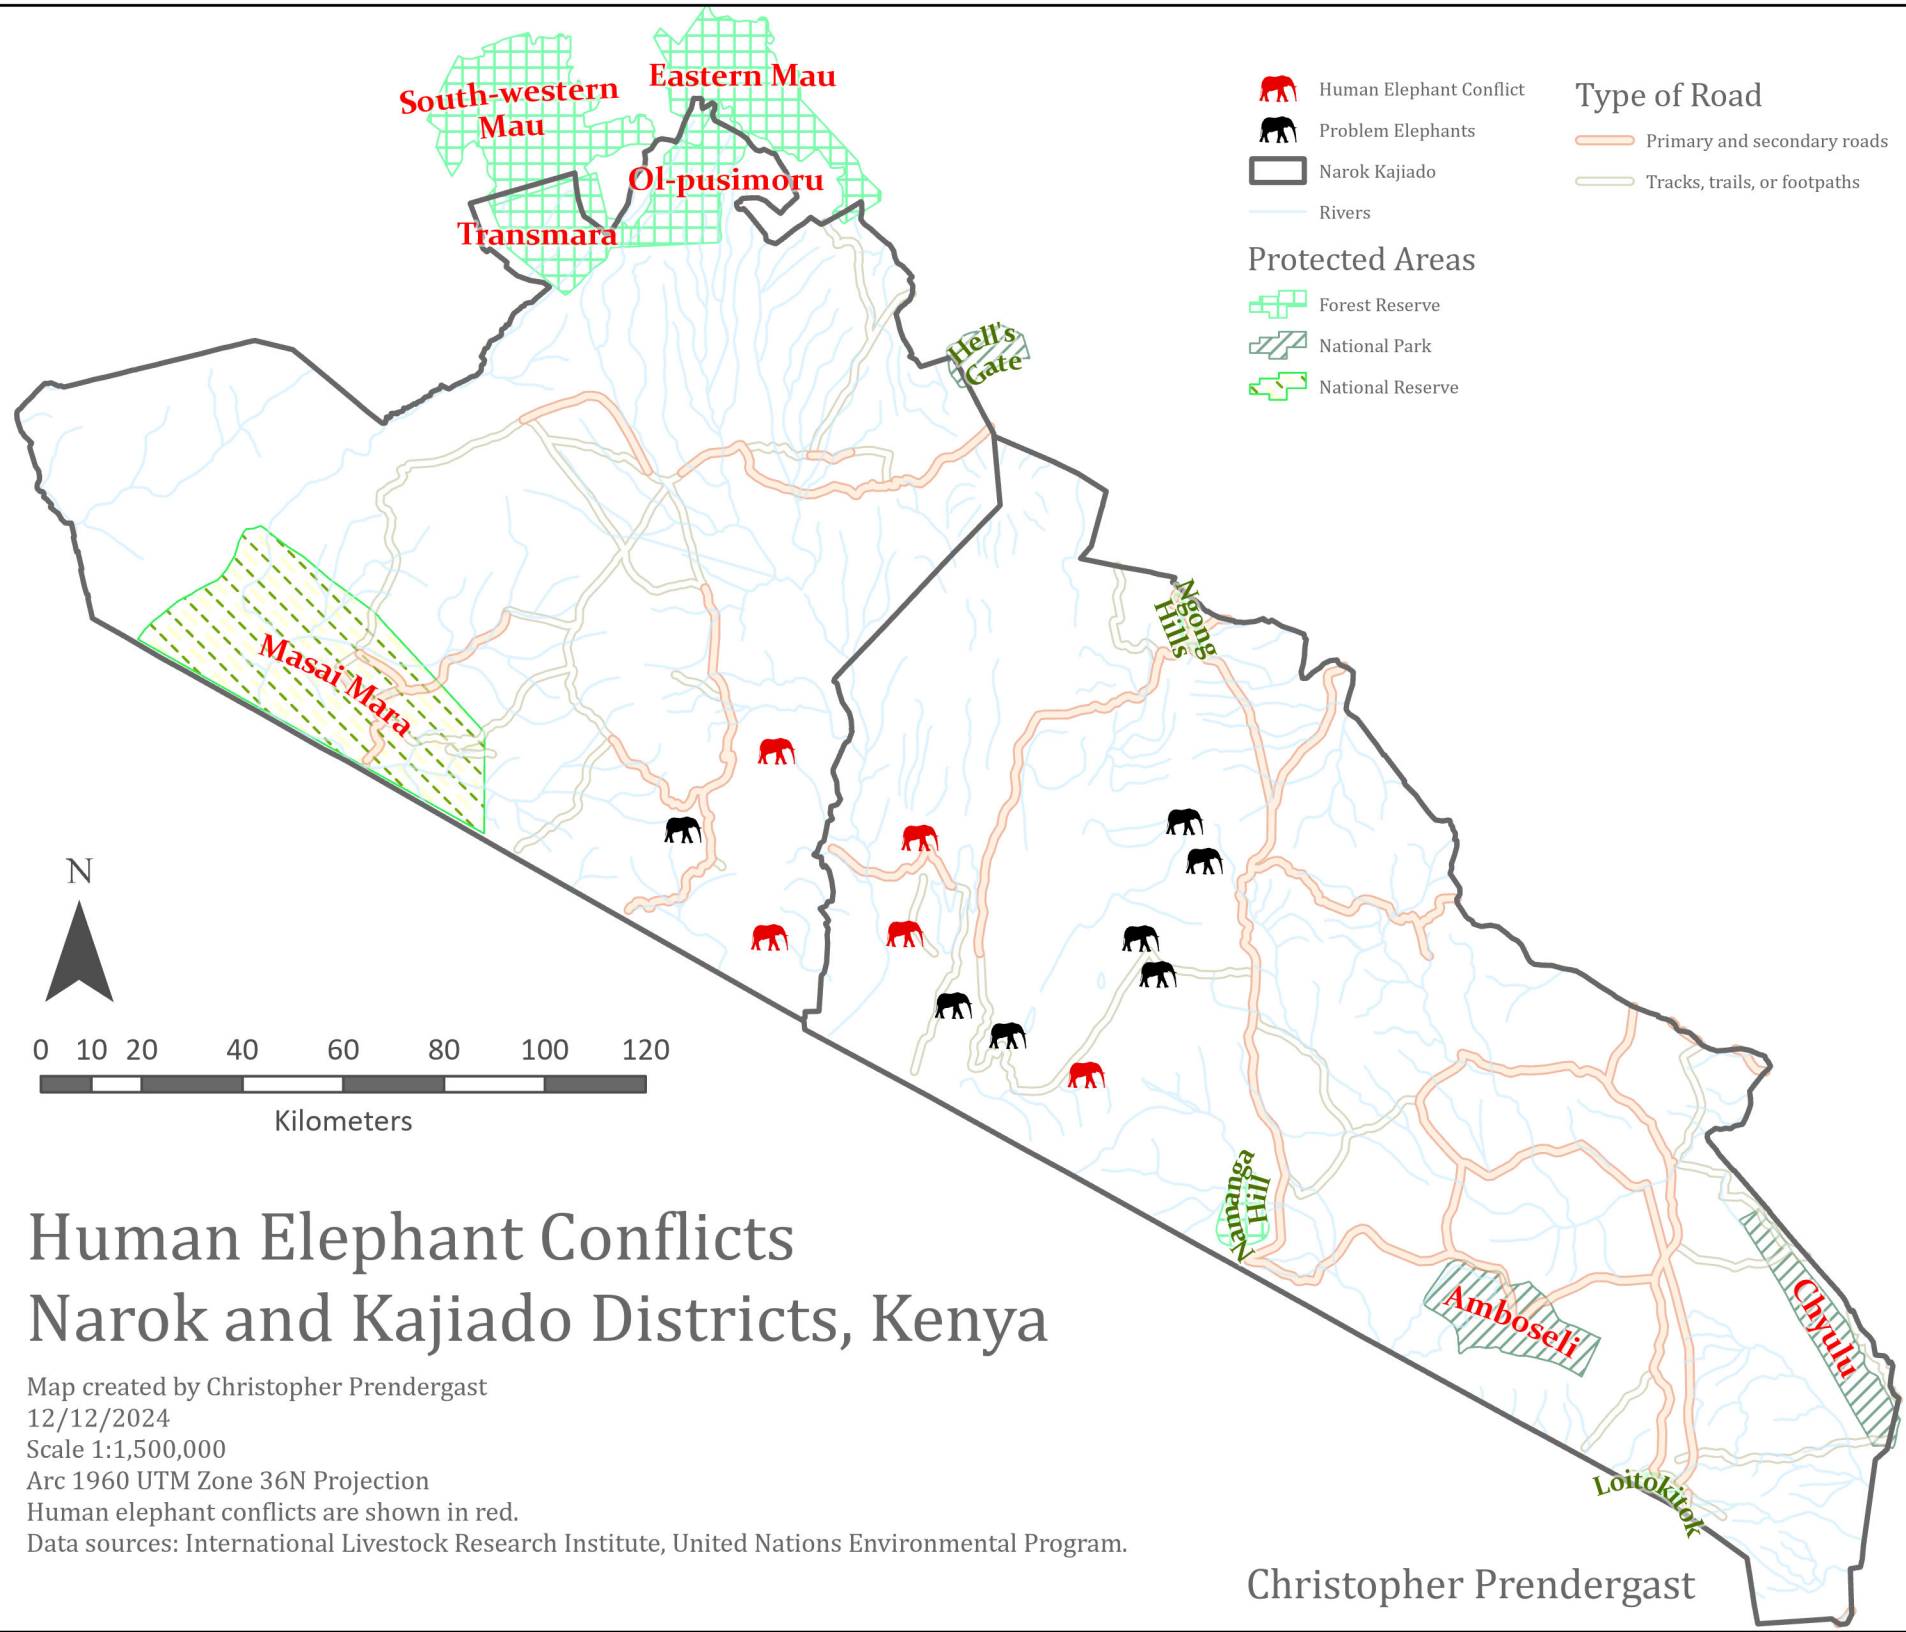 South-western
Mau
Eastern Mau
Ol-pusimoru
Transmara
Hell's
Gate
Human Elephant Conflict
Problem Elephants
Narok Kajiado
Rivers
Protected Areas
Forest Reserve
National Park
National Reserve
Type of Road
Primary and secondary roads
Tracks, trails, or footpaths
Ngong
Hills
Masai Mara
N
0 10 20 40 60 80 100 120
Kilometers
Namanga
Hill
Amboseli
Chyulu
Loitokitok
Human Elephant Conflicts
Narok and Kajiado Districts, Kenya
Map created by Christopher Prendergast
12/12/2024
Scale 1:1,500,000
Arc 1960 UTM Zone 36N Projection
Human elephant conflicts are shown in red.
Data sources: International Livestock Research Institute, United Nations Environmental Program.
Christopher Prendergast